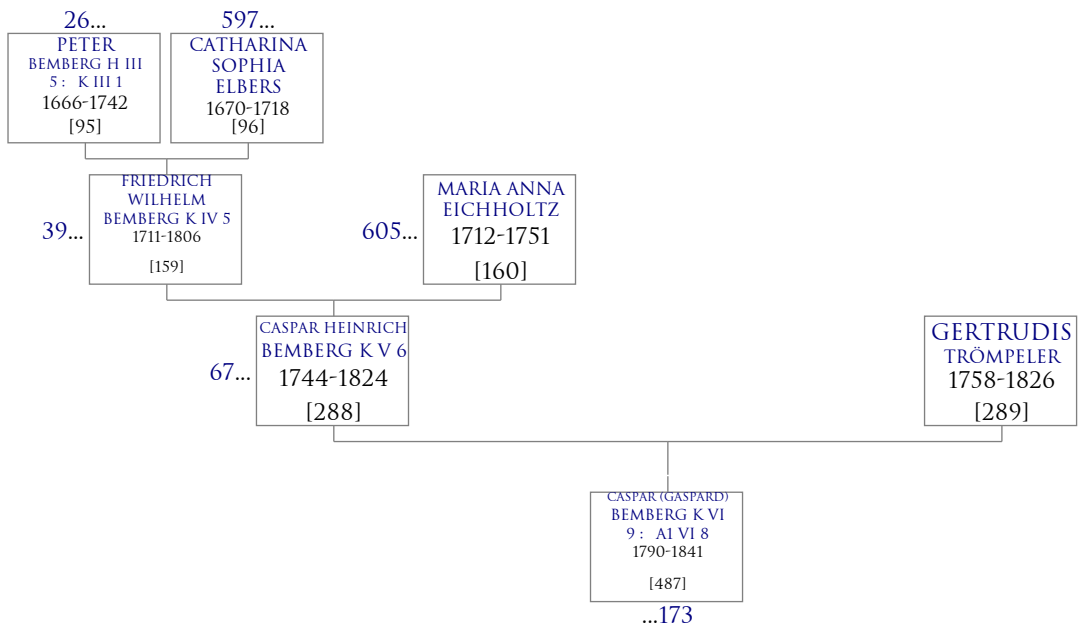 26...
PETER
BEMBERG H III
5 : K III 1
1666-1742
[95]
597...
CATHARINA
SOPHIA
ELBERS
1670-1718
[96]
39...
FRIEDRICH
WILHELM
BEMBERG K IV 5
1711-1806
[159]
605...
MARIA ANNA
EICHHOLTZ
1712-1751
[160]
67...
CASPAR HEINRICH
BEMBERG K V 6
1744-1824
[288]
GERTRUDIS
TRÖMPELER
1758-1826
[289]
CASPAR (GASPARD)
BEMBERG K VI
9 : A1 VI 8
1790-1841
[487]
...173